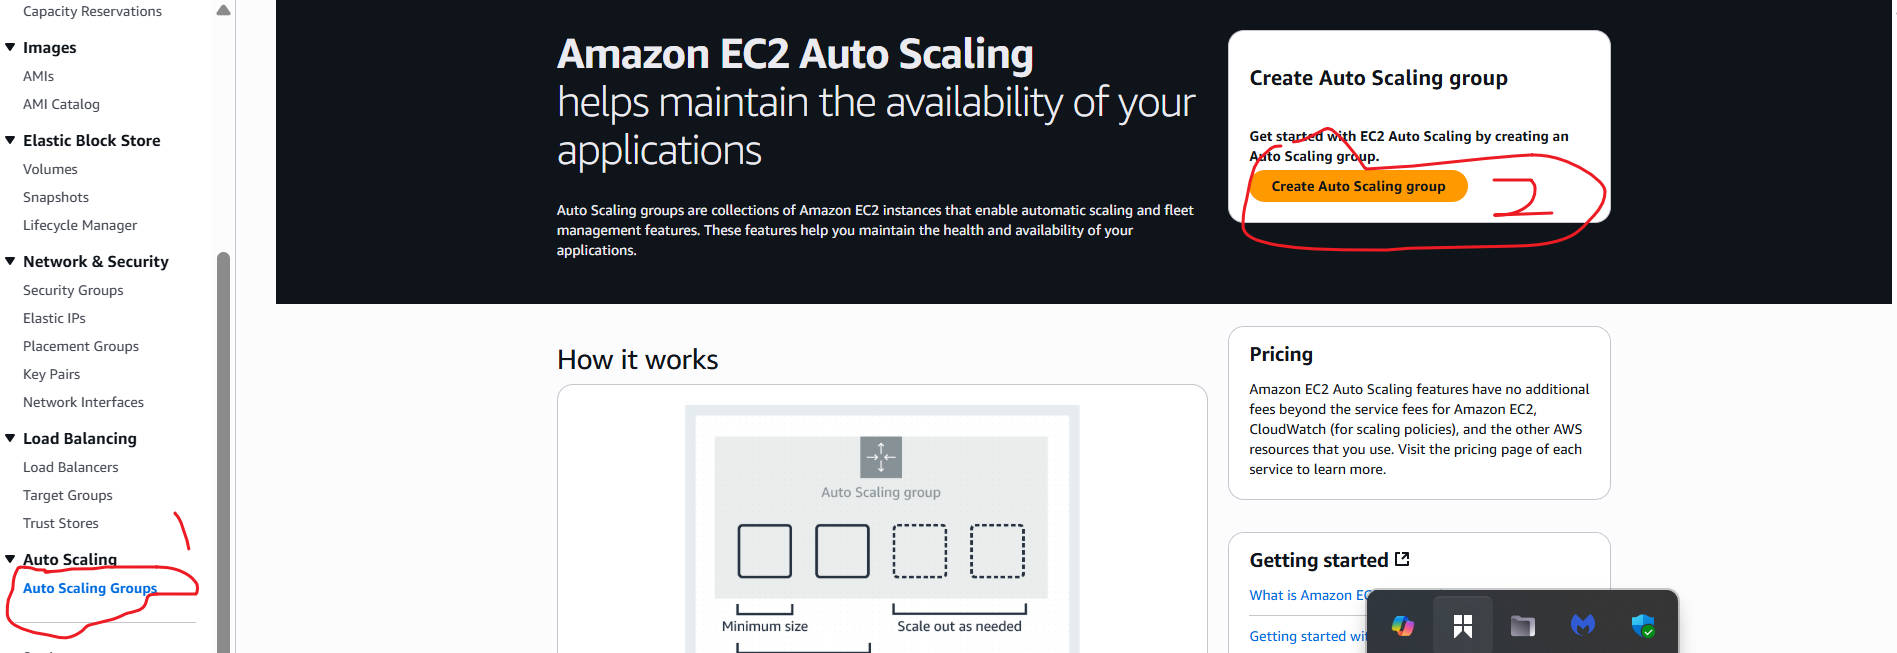 Capacity Reservations
Images
AMIs
AMI Catalog
Elastic Block Store
Volumes
Snapshots
Lifecycle Manager
Network & Security
Security Groups
Elastic IPs
Placement Groups
Key Pairs
Network Interfaces
Load Balancing
Load Balancers
Target Groups
Trust Stores
1
Auto Scaling
Auto Scaling Groups
Amazon EC2 Auto Scaling
helps maintain the availability of your
applications
Auto Scaling groups are collections of Amazon EC2 instances that enable automatic scaling and fleet
management features. These features help you maintain the health and availability of your
applications.
Create Auto Scaling group
Get started with EC2 Auto Scaling by creating an
Auto Scaling group.
Create Auto Scaling group
2
How it works
Auto Scaling group
Minimum size
Scale out as needed
Pricing
Amazon EC2 Auto Scaling features have no additional
fees beyond the service fees for Amazon EC2,
CloudWatch (for scaling policies), and the other AWS
resources that you use. Visit the pricing page of each
service to learn more.
Getting started
What is Amazon
Getting started